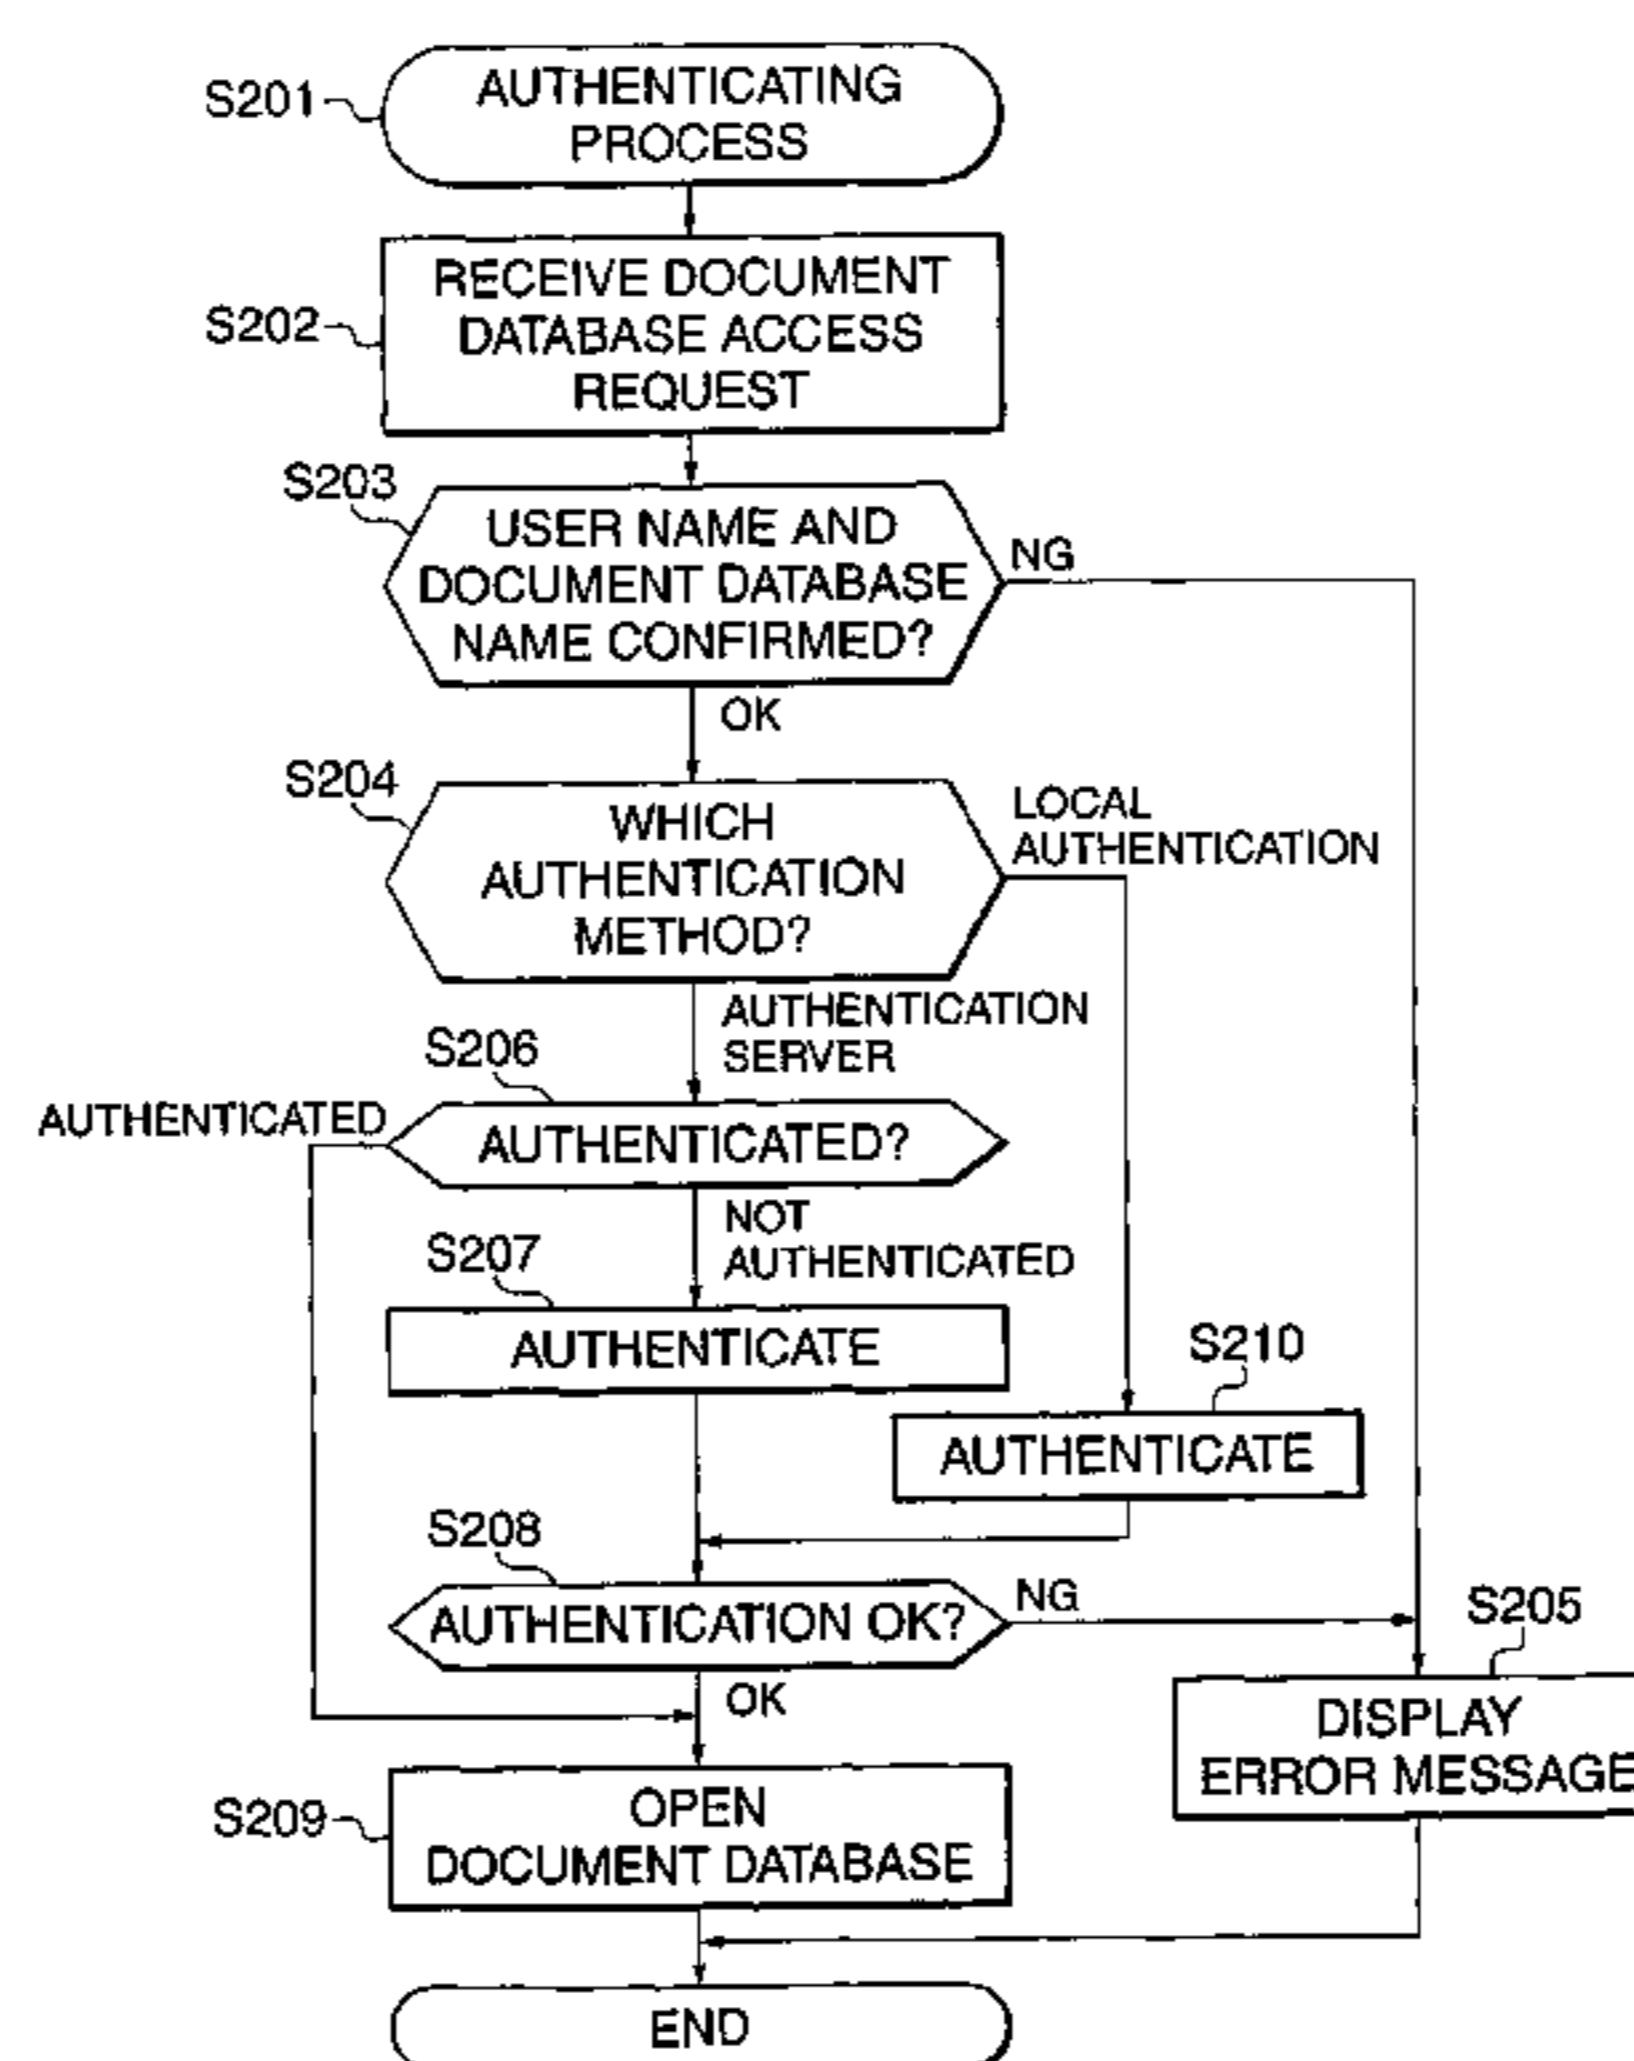 S201
AUTHENTICATING
PROCESS
S202
RECEIVE DOCUMENT
DATABASE ACCESS
REQUEST
S203
USER NAME AND
DOCUMENT DATABASE
NAME CONFIRMED?
NG
OK
S204
WHICH
AUTHENTICATION
METHOD?
LOCAL
AUTHENTICATION
AUTHENTICATION
SERVER
S206
AUTHENTICATED
AUTHENTICATED?
NOT
AUTHENTICATED
S207
AUTHENTICATE
S210
AUTHENTICATE
S208
AUTHENTICATION OK?
NG
OK
S205
DISPLAY
ERROR MESSAGE
S209
OPEN
DOCUMENT DATABASE
END